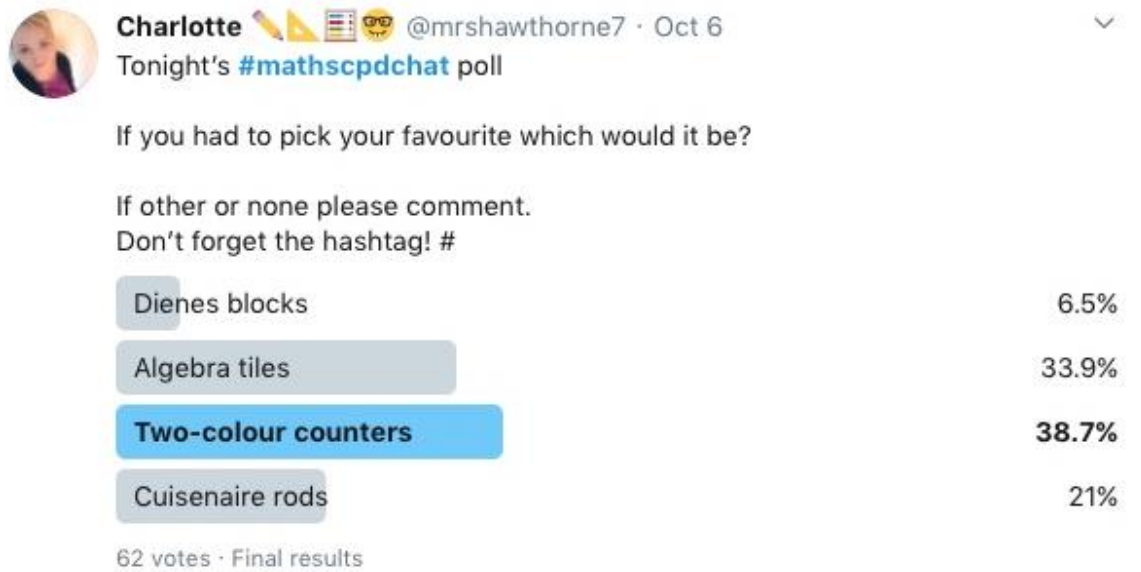 Charlotte ✏️📐🧮🤓 @mrshawthorne7 · Oct 6
Tonight's #mathscpdchat poll
If you had to pick your favourite which would it be?
If other or none please comment.
Don't forget the hashtag! #
Dienes blocks 6.5%
Algebra tiles 33.9%
Two-colour counters 38.7%
Cuisenaire rods 21%
62 votes · Final results